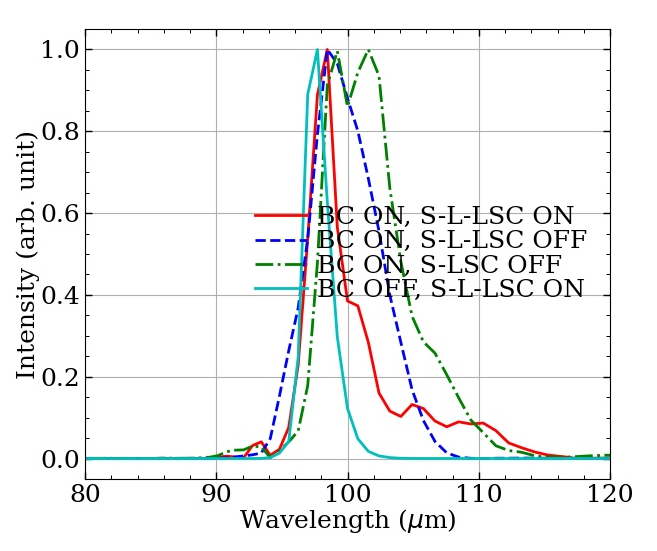 1.0
0.8
0.6
0.4
0.2
0.0
Intensity (arb. unit)
BC ON, S-L-LSC ON
BC ON, S-L-LSC OFF
BC ON, S-LSC OFF
BC OFF, S-L-LSC ON
80 90 100 110 120
Wavelength (μm)